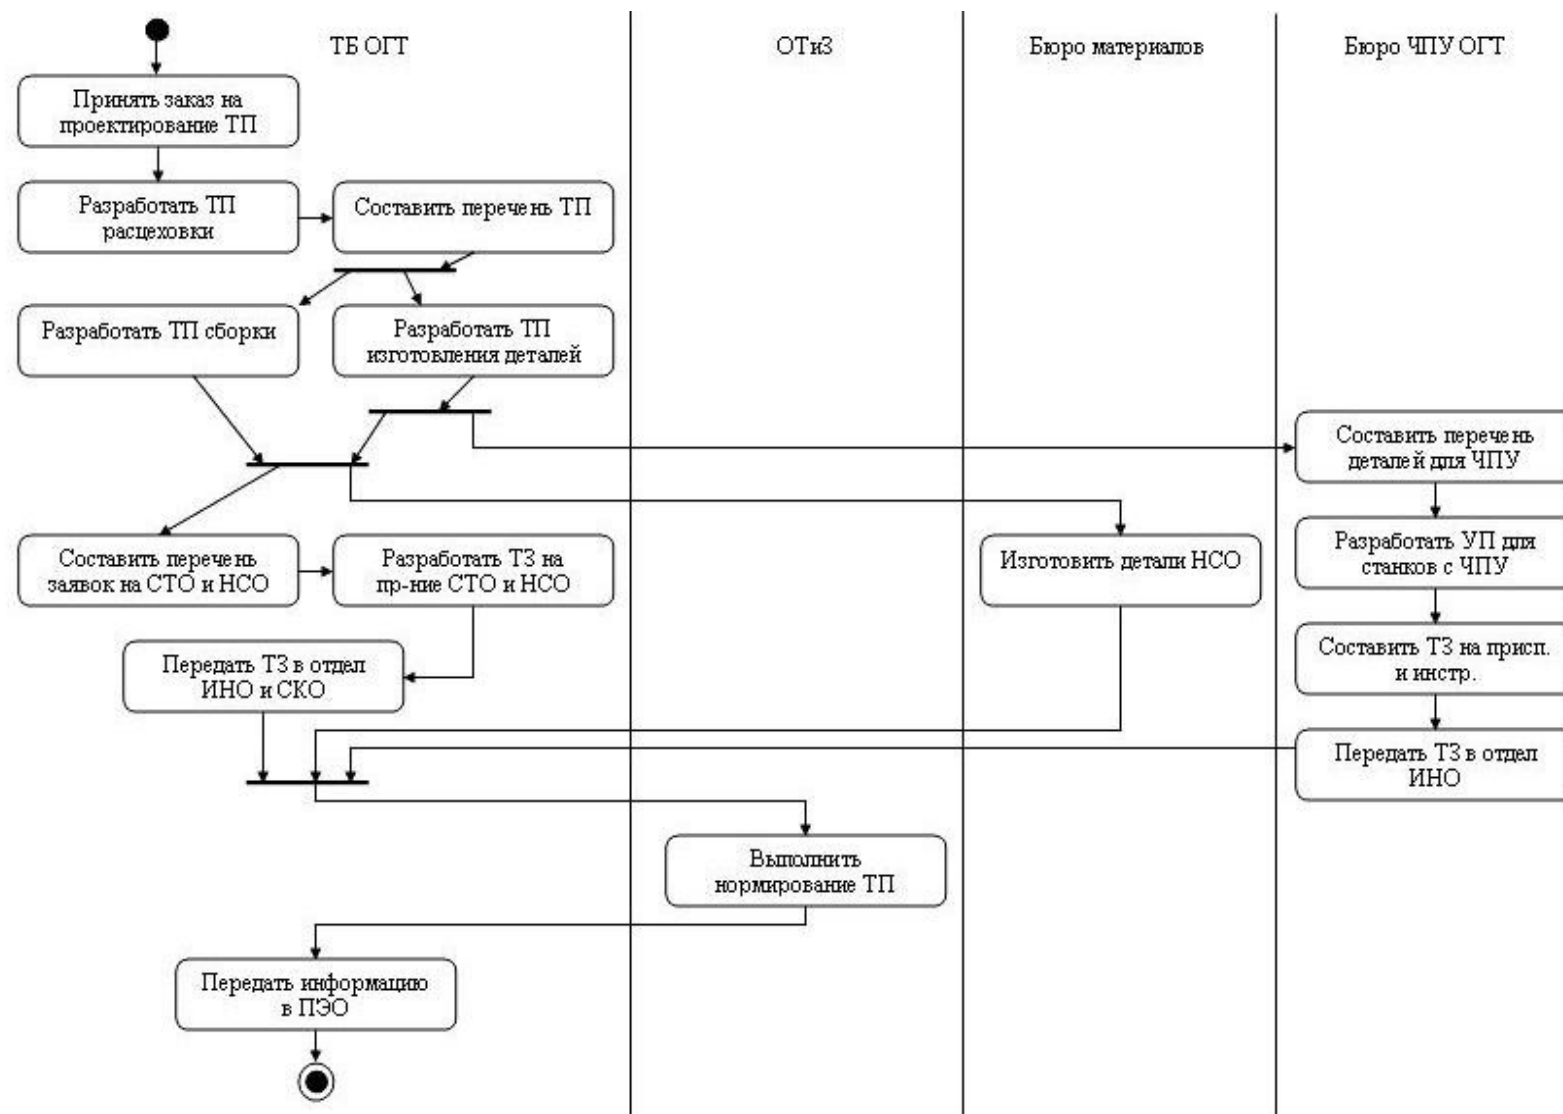 ТБ ОГТ
ОТиЗ
Бюро материалов
Бюро ЧПУ ОГТ
Принять заказ на
проектирование ТП
Разработать ТП
расцеховки
Составить перечень ТП
Разработать ТП сборки
Разработать ТП
изготовления деталей
Составить перечень
деталей для ЧПУ
Составить перечень
заявок на СТО и НСО
Разработать ТЗ на
пр-ние СТО и НСО
Изготовить детали НСО
Разработать УП для
станков с ЧПУ
Передать ТЗ в отдел
ИНО и СКО
Составить ТЗ на присп.
и инстр.
Передать ТЗ в отдел
ИНО
Выполнить
нормирование ТП
Передать информацию
в ПЭО